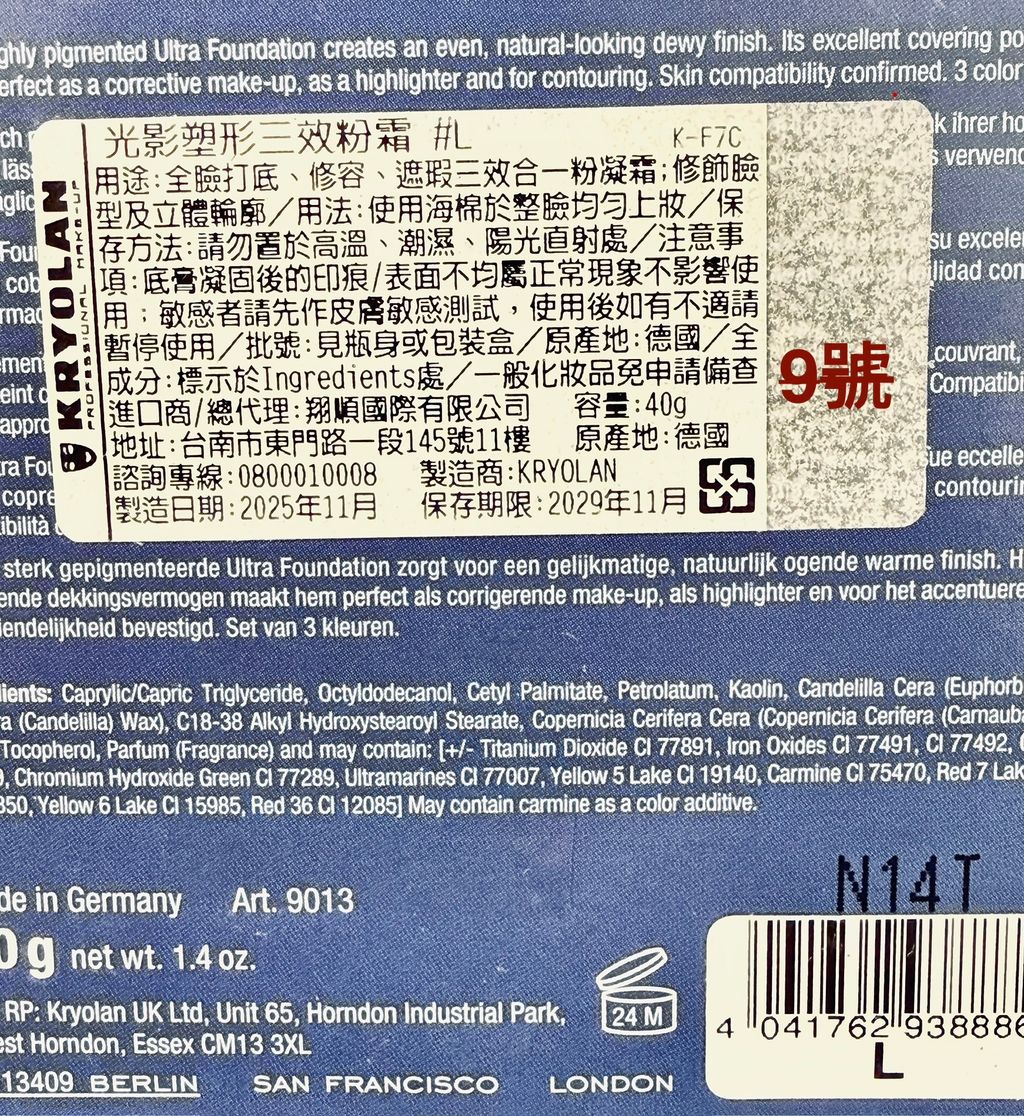 pigmented Ultra Foundation creates an even, natural-looking dewy finish. Its excellent covering
as a corrective make-up, as a highlighter and for contouring. Skin compatibility confirmed. 3 color
光影塑形三效粉霜 #L K-F7C
用途:全臉打底、修容、遮瑕三效合一粉凝霜;修飾臉
型及立體輪廓/用法:使用海棉於整臉均勻上妝/保
存方法:請勿置於高溫、潮濕、陽光直射處/注意事
項:底膏凝固後的印痕/表面不均屬正常現象不影響使
用;敏感者請先作皮膚敏感測試,使用後如有不適請
暫停使用/批號:見瓶身或包裝盒/原產地:德國/全
成分:標示於Ingredients處/一般化妝品免申請備查
進口商/總代理:翔順國際有限公司 容量:40g
地址:台南市東門路一段145號11樓 原產地:德國
諮詢專線:0800010008 製造商:KRYOLAN
製造日期:2025年11月 保存期限:2029年11月
KRYOLAN
PROFESSIONAL MAKE-UP
9號
ihrer
su
couvrant,
contouring
sterk gepigmenteerde Ultra Foundation zorgt voor een gelijkmatige, natuurlijk ogende warme finish.
dekkingsvermogen maakt hem perfect als corrigerende make-up, als highlighter en voor het
bevestigd. Set van 3 kleuren.
Caprylic/Capric Triglyceride, Octyldodecanol, Cetyl Palmitate, Petrolatum, Kaolin, Candelilla Cera
(Candelilla) Wax), C18-38 Alkyl Hydroxystearoyl Stearate, Copernicia Cerifera Cera (Copernicia Cerifera
Tocopherol, Parfum (Fragrance) and may contain: [+/- Titanium Dioxide CI 77891, Iron Oxides CI 77491, CI 77492,
Chromium Hydroxide Green CI 77289, Ultramarines CI 77007, Yellow 5 Lake CI 19140, Carmine CI 75470, Red 7
Yellow 6 Lake CI 15985, Red 36 CI 12085] May contain carmine as a color additive.
N14T
in Germany Art. 9013
g net wt. 1.4 oz.
24 M
RP: Kryolan UK Ltd, Unit 65, Horndon Industrial Park,
Horndon, Essex CM13 3XL
13409 BERLIN SAN FRANCISCO LONDON
4 041762 938886
L